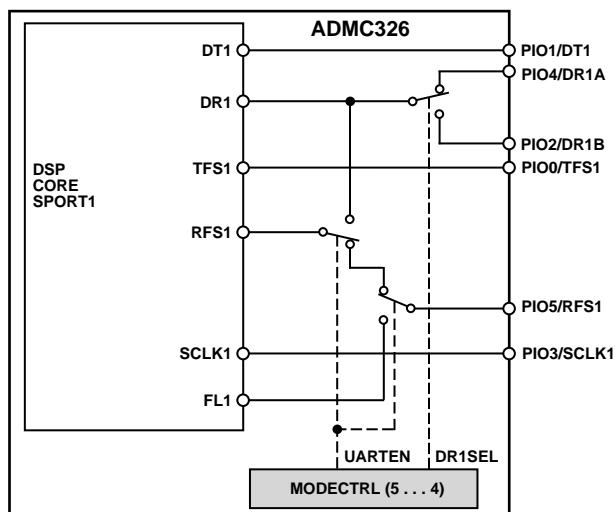 ADMC326
DT1
PIO1/DT1
PIO4/DR1A
DR1
PIO2/DR1B
DSP
CORE
SPORT1
TFS1
PIO0/TFS1
RFS1
PIO5/RFS1
SCLK1
PIO3/SCLK1
FL1
UARTEN
DR1SEL
MODECTRL (5 . . . 4)